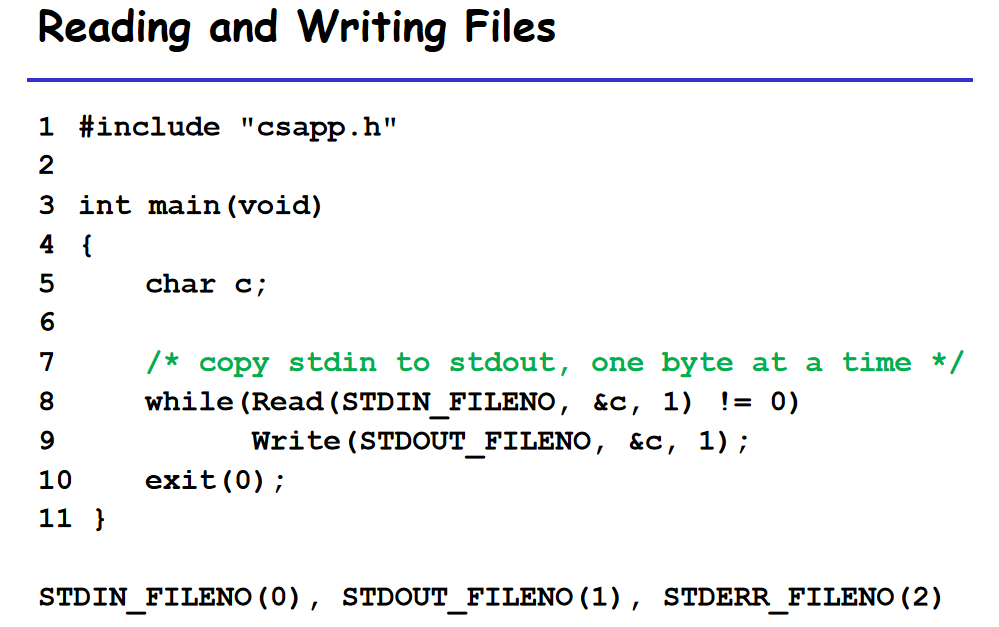 Reading and Writing Files
1 #include "csapp.h"
2
3 int main(void)
4 {
5     char c;
6
7     /* copy stdin to stdout, one byte at a time */
8     while(Read(STDIN_FILENO, &c, 1) != 0)
9           Write(STDOUT_FILENO, &c, 1);
10    exit(0);
11 }
STDIN_FILENO(0), STDOUT_FILENO(1), STDERR_FILENO(2)